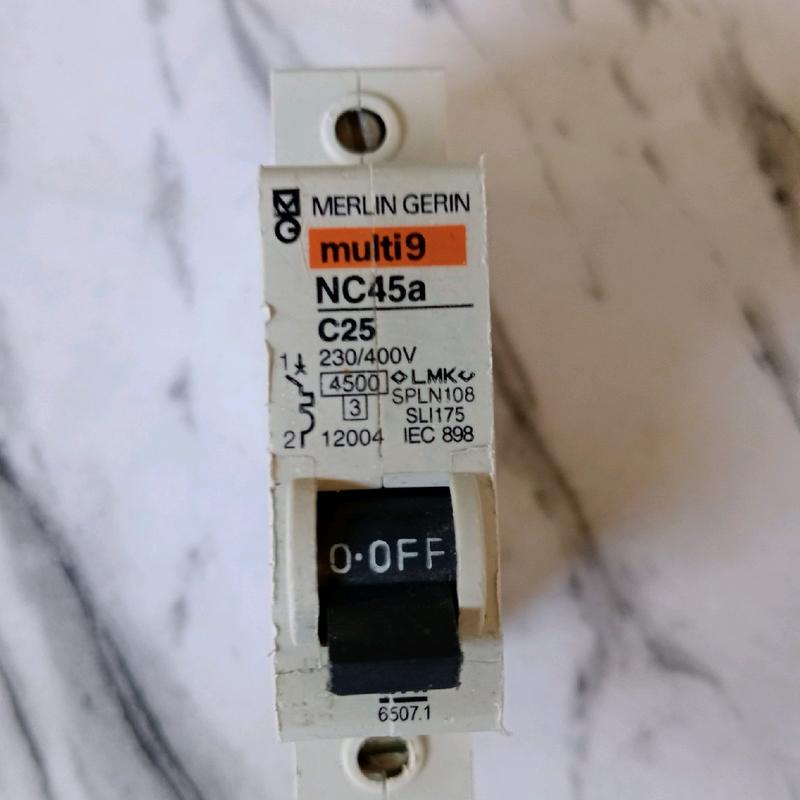 MERLIN GERIN
multi9
NC45a
C25
230/400V
1
4500
LMK
3
SPLN108
SLI175
2
12004
IEC 898
O·OFF
6507.1